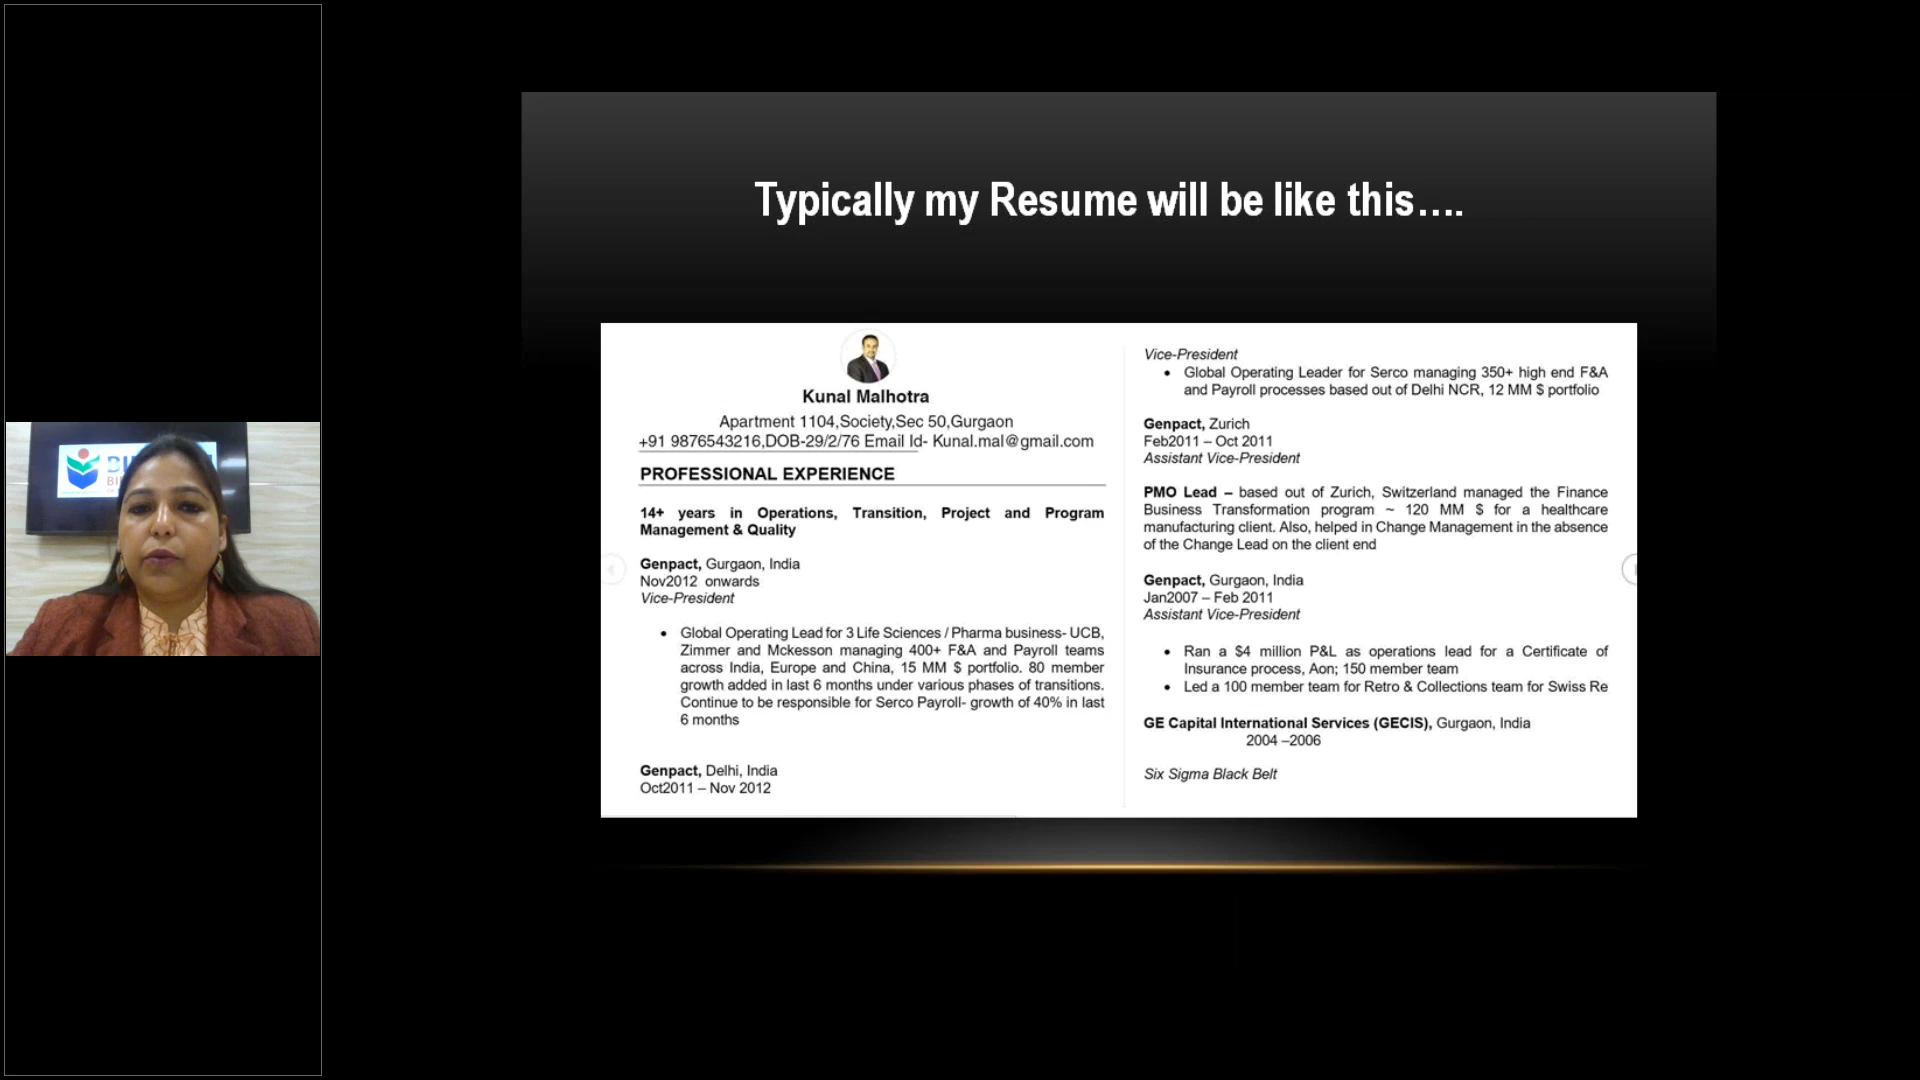 Typically my Resume will be like this....
Kunal Malhotra
Apartment 1104,Society,Sec 50,Gurgaon
+91 9876543216,DOB-29/2/76 Email Id- Kunal.mal@gmail.com
PROFESSIONAL EXPERIENCE
14+ years in Operations, Transition, Project and Program
Management & Quality
Genpact, Gurgaon, India
Nov2012 onwards
Vice-President
• Global Operating Lead for 3 Life Sciences / Pharma business- UCB,
Zimmer and Mckesson managing 400+ F&A and Payroll teams
across India, Europe and China, 15 MM $ portfolio. 80 member
growth added in last 6 months under various phases of transitions.
Continue to be responsible for Serco Payroll- growth of 40% in last
6 months
Genpact, Delhi, India
Oct2011 – Nov 2012
Vice-President
• Global Operating Leader for Serco managing 350+ high end F&A
and Payroll processes based out of Delhi NCR, 12 MM $ portfolio
Genpact, Zurich
Feb2011 – Oct 2011
Assistant Vice-President
PMO Lead – based out of Zurich, Switzerland managed the Finance
Business Transformation program ~ 120 MM $ for a healthcare
manufacturing client. Also, helped in Change Management in the absence
of the Change Lead on the client end
Genpact, Gurgaon, India
Jan2007 – Feb 2011
Assistant Vice-President
• Ran a $4 million P&L as operations lead for a Certificate of
Insurance process, Aon; 150 member team
• Led a 100 member team for Retro & Collections team for Swiss Re
GE Capital International Services (GECIS), Gurgaon, India
2004 –2006
Six Sigma Black Belt